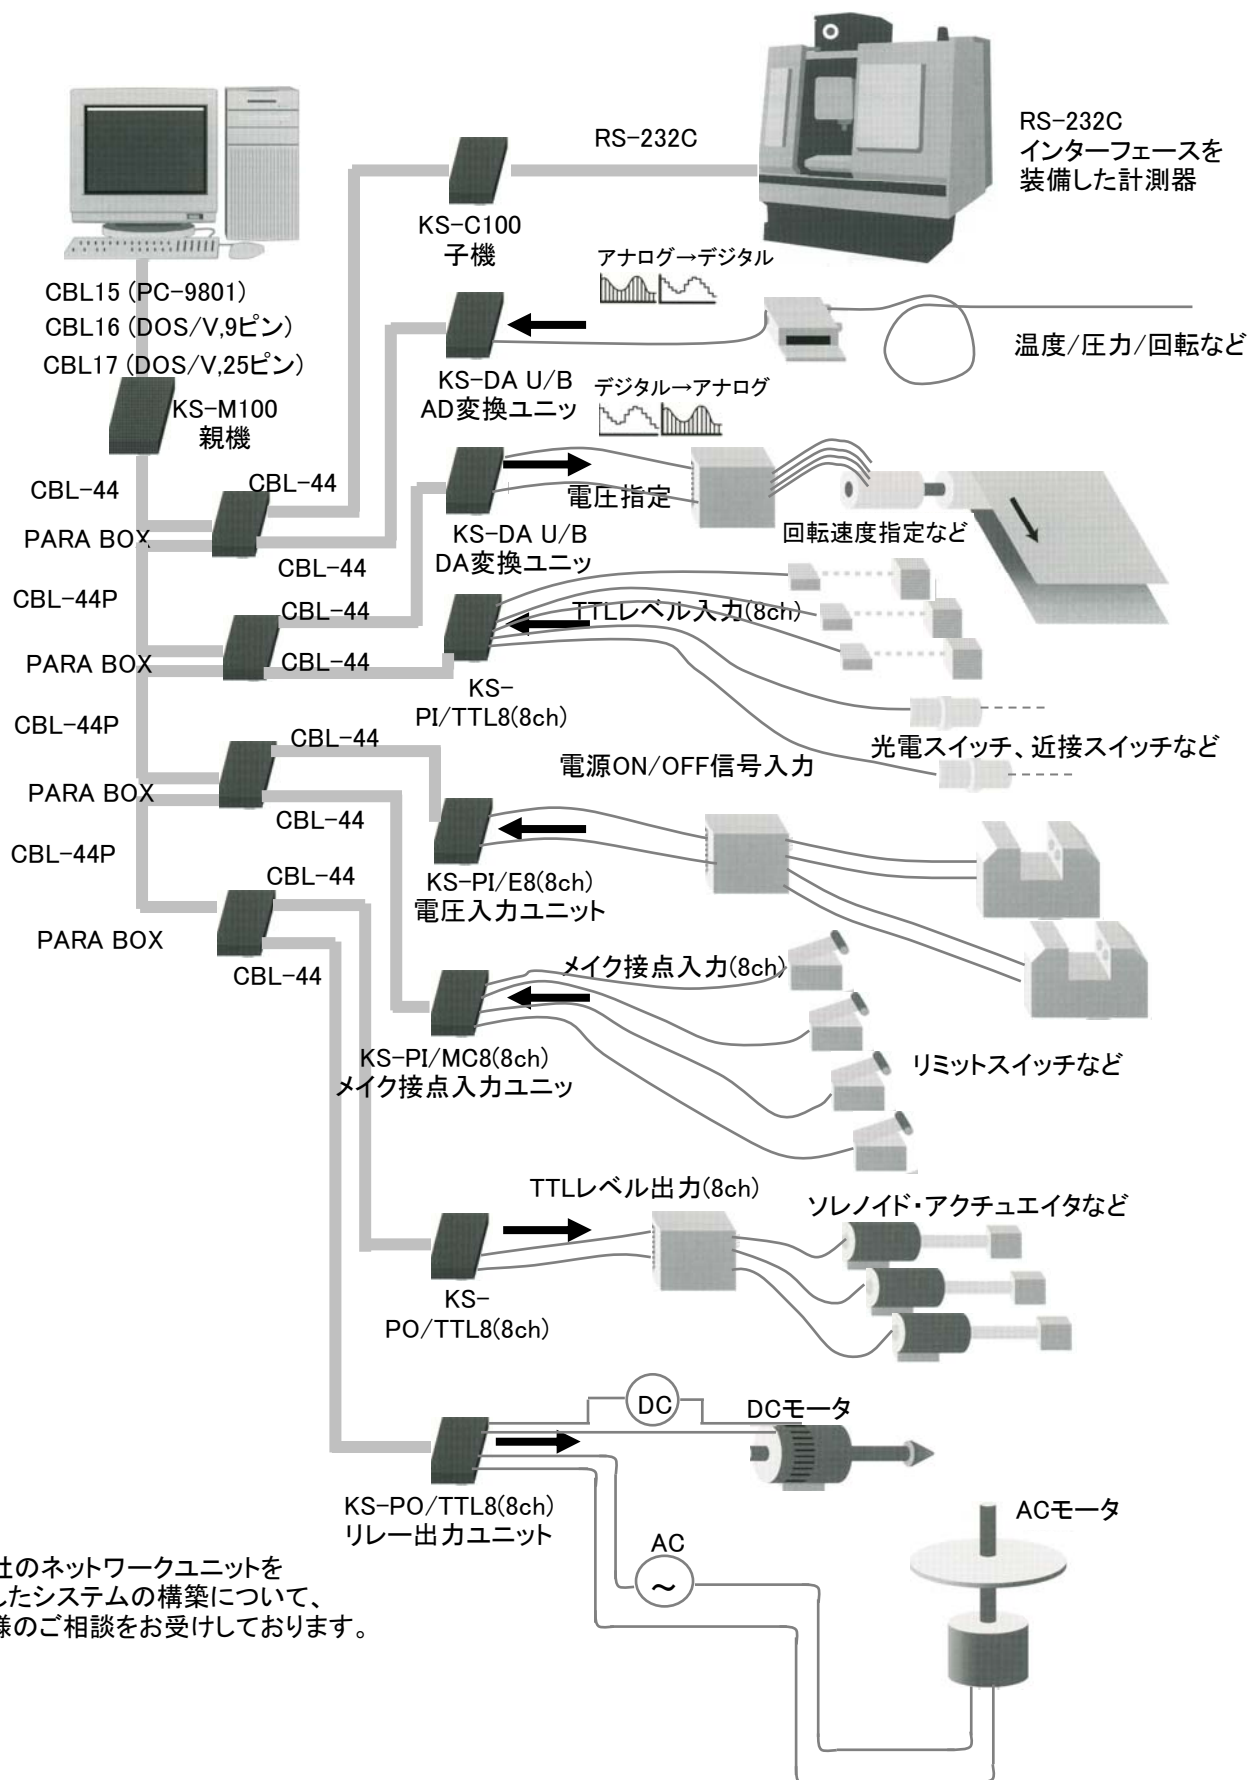 RS-232C
RS-232C
インターフェースを
装備した計測器
KS-C100
子機
アナログ→デジタル
CBL15 (PC-9801)
CBL16 (DOS/V,9ピン)
CBL17 (DOS/V,25ピン)
温度/圧力/回転など
KS-DA U/B
AD変換ユニッ
デジタル→アナログ
KS-M100
親機
CBL-44
CBL-44
電圧指定
PARA BOX
KS-DA U/B
DA変換ユニッ
回転速度指定など
CBL-44
CBL-44P
CBL-44
TTLレベル入力(8ch)
PARA BOX
CBL-44
KS-
PI/TTL8(8ch)
CBL-44P
CBL-44
光電スイッチ、近接スイッチなど
電源ON/OFF信号入力
PARA BOX
CBL-44
CBL-44P
CBL-44
KS-PI/E8(8ch)
電圧入力ユニット
PARA BOX
CBL-44
メイク接点入力(8ch)
KS-PI/MC8(8ch)
メイク接点入力ユニッ
リミットスイッチなど
TTLレベル出力(8ch)
ソレノイド・アクチュエイタなど
KS-
PO/TTL8(8ch)
DC
DCモータ
KS-PO/TTL8(8ch)
リレー出力ユニット
ACモータ
AC
~
社のネットワークユニットを
したシステムの構築について、
様のご相談をお受けしております。